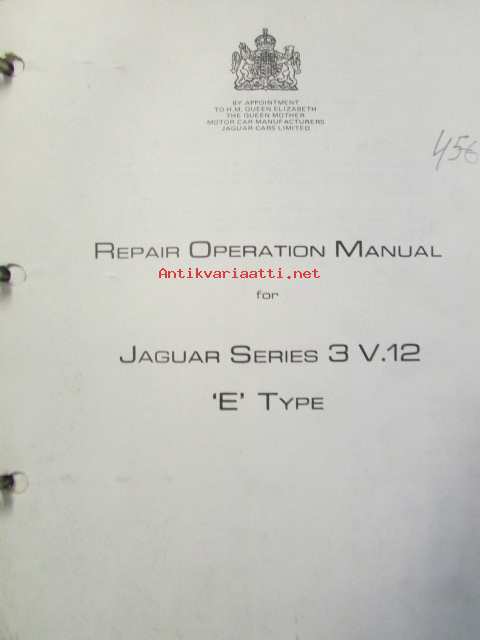 BY APPOINTMENT
TO H.M. QUEEN ELIZABETH
THE QUEEN MOTHER
MOTOR CAR MANUFACTURERS
JAGUAR CARS LIMITED
456
REPAIR OPERATION MANUAL
Antikvariaatti.net
for
JAGUAR SERIES 3 V.12
'E' TYPE